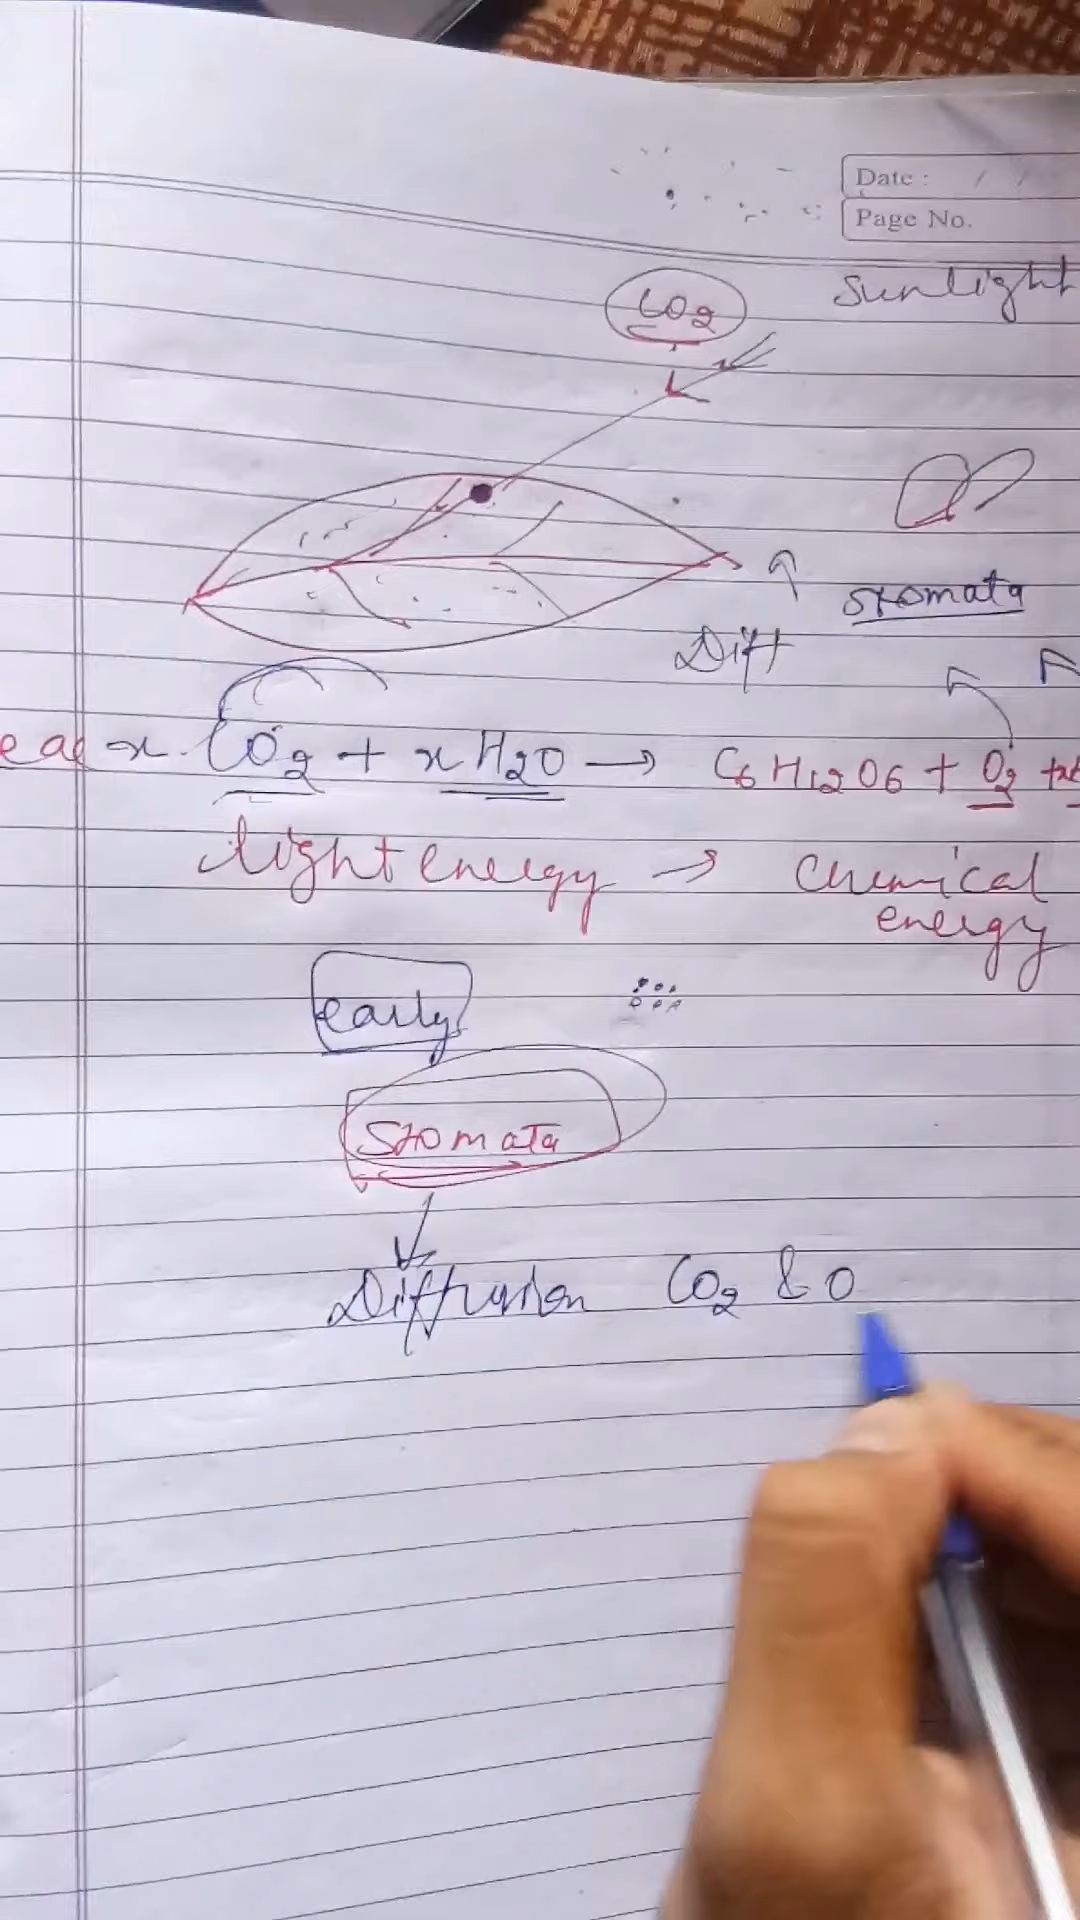 Date : / /
Page No.
CO2
Sunlight
Stomata
Diff
x CO2 + x H2O → C6H12O6 + O2 +
light energy → Chemical
energy
early
Stomata
Diffusion CO2 & O